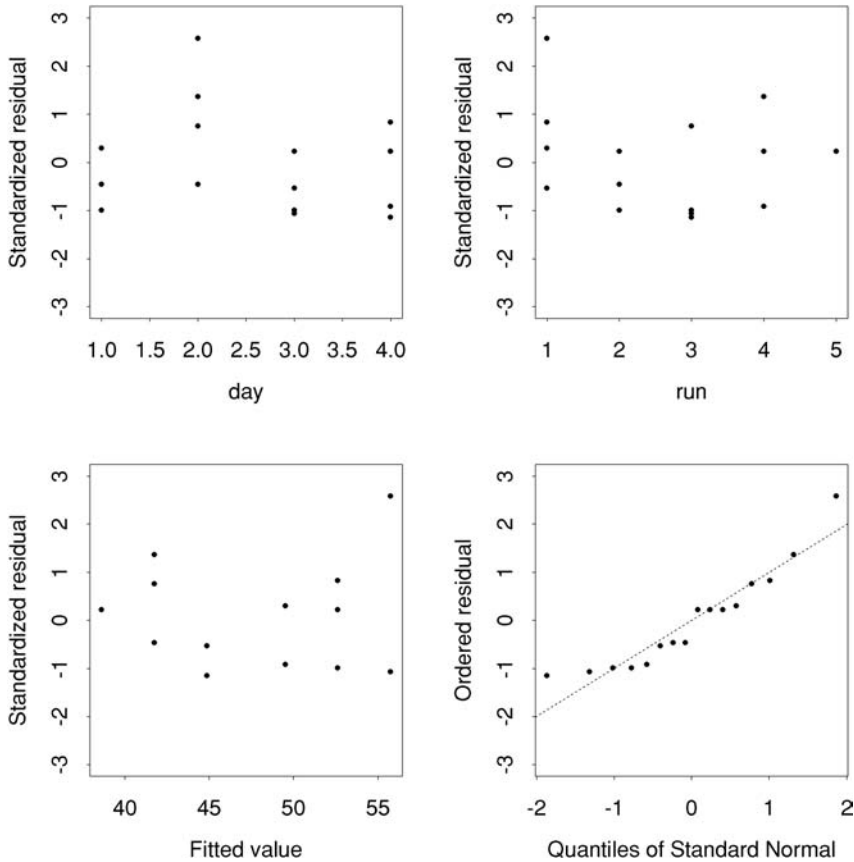 Standardized residual
3
2
1
0
-1
-2
-3
1.0 1.5 2.0 2.5 3.0 3.5 4.0
day
Standardized residual
3
2
1
0
-1
-2
-3
1 2 3 4 5
run
Standardized residual
3
2
1
0
-1
-2
-3
40 45 50 55
Fitted value
Ordered residual
3
2
1
0
-1
-2
-3
-2 -1 0 1 2
Quantiles of Standard Normal